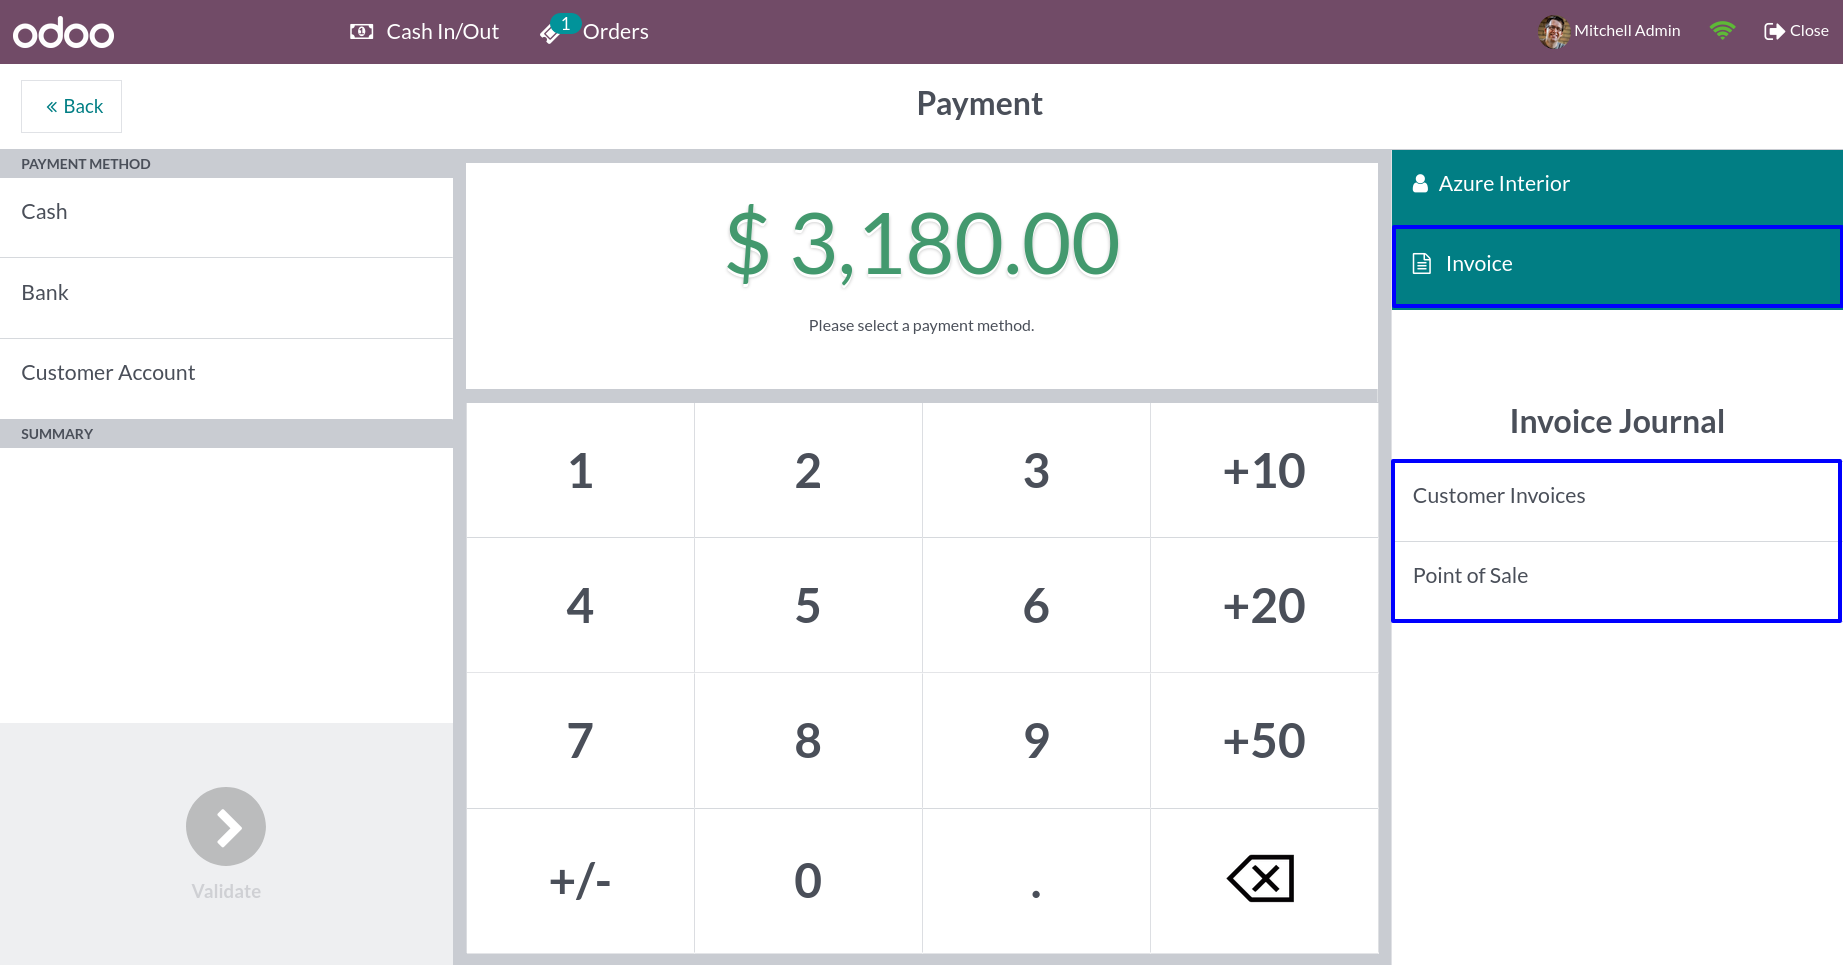 odoo
Cash In/Out
1
Orders
Mitchell Admin
Close
« Back
Payment
PAYMENT METHOD
Cash
Bank
Customer Account
SUMMARY
Validate
$ 3,180.00
Please select a payment method.
1 2 3 +10
4 5 6 +20
7 8 9 +50
+/- 0 .
Azure Interior
Invoice
Invoice Journal
Customer Invoices
Point of Sale